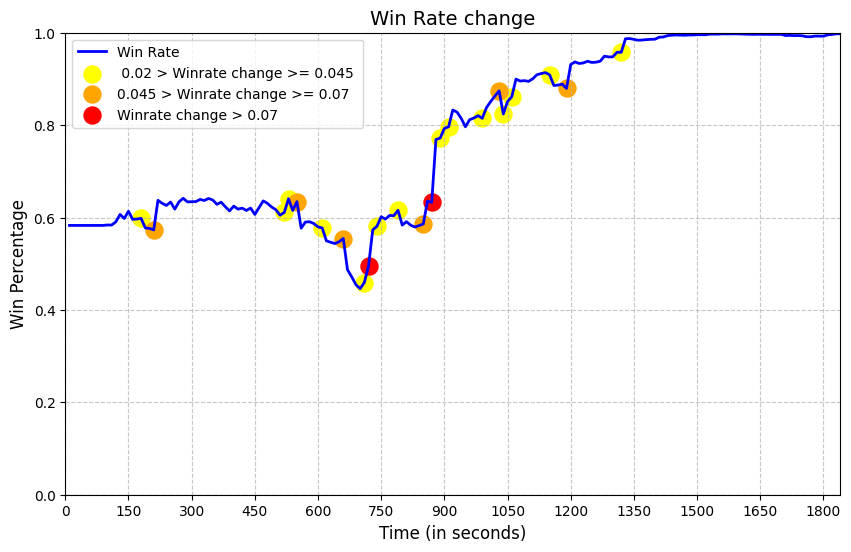 Win Rate change
Win Rate
0.02 > Winrate change >= 0.045
0.045 > Winrate change >= 0.07
Winrate change > 0.07
Win Percentage
1.0
0.8
0.6
0.4
0.2
0.0
0 150 300 450 600 750 900 1050 1200 1350 1500 1650 1800
Time (in seconds)